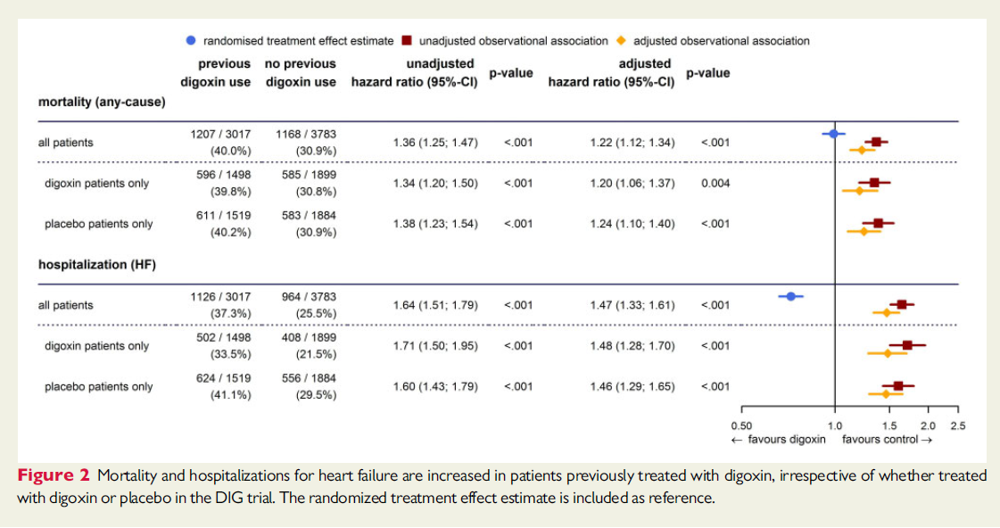 randomised treatment effect estimate unadjusted observational association adjusted observational association
previous digoxin use no previous digoxin use unadjusted hazard ratio (95%-CI) p-value adjusted hazard ratio (95%-CI) p-value
mortality (any-cause)
all patients 1207 / 3017 (40.0%) 1168 / 3783 (30.9%) 1.36 (1.25; 1.47) <.001 1.22 (1.12; 1.34) <.001
digoxin patients only 596 / 1498 (39.8%) 585 / 1899 (30.8%) 1.34 (1.20; 1.50) <.001 1.20 (1.06; 1.37) 0.004
placebo patients only 611 / 1519 (40.2%) 583 / 1884 (30.9%) 1.38 (1.23; 1.54) <.001 1.24 (1.10; 1.40) <.001
hospitalization (HF)
all patients 1126 / 3017 (37.3%) 964 / 3783 (25.5%) 1.64 (1.51; 1.79) <.001 1.47 (1.33; 1.61) <.001
digoxin patients only 502 / 1498 (33.5%) 408 / 1899 (21.5%) 1.71 (1.50; 1.95) <.001 1.48 (1.28; 1.70) <.001
placebo patients only 624 / 1519 (41.1%) 556 / 1884 (29.5%) 1.60 (1.43; 1.79) <.001 1.46 (1.29; 1.65) <.001
0.50 1.0 1.5 2.0 2.5
← favours digoxin favours control →
Figure 2 Mortality and hospitalizations for heart failure are increased in patients previously treated with digoxin, irrespective of whether treated
with digoxin or placebo in the DIG trial. The randomized treatment effect estimate is included as reference.